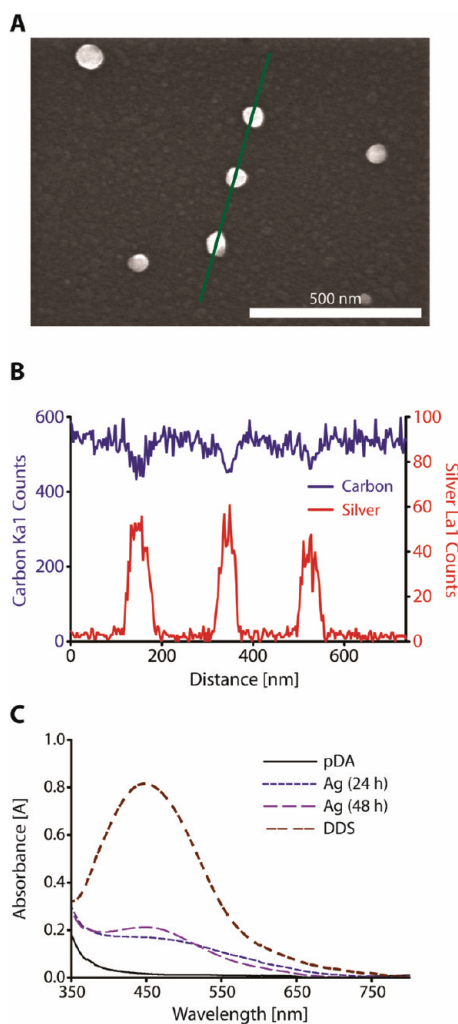 A
500 nm
B
600
400
200
0
Carbon Ka1 Counts
100
80
60
40
20
0
Silver La1 Counts
Carbon
Silver
0
200
400
600
Distance [nm]
C
1.0
0.8
0.6
0.4
0.2
0.0
Absorbance [A]
pDA
Ag (24 h)
Ag (48 h)
DDS
350
450
550
650
750
Wavelength [nm]